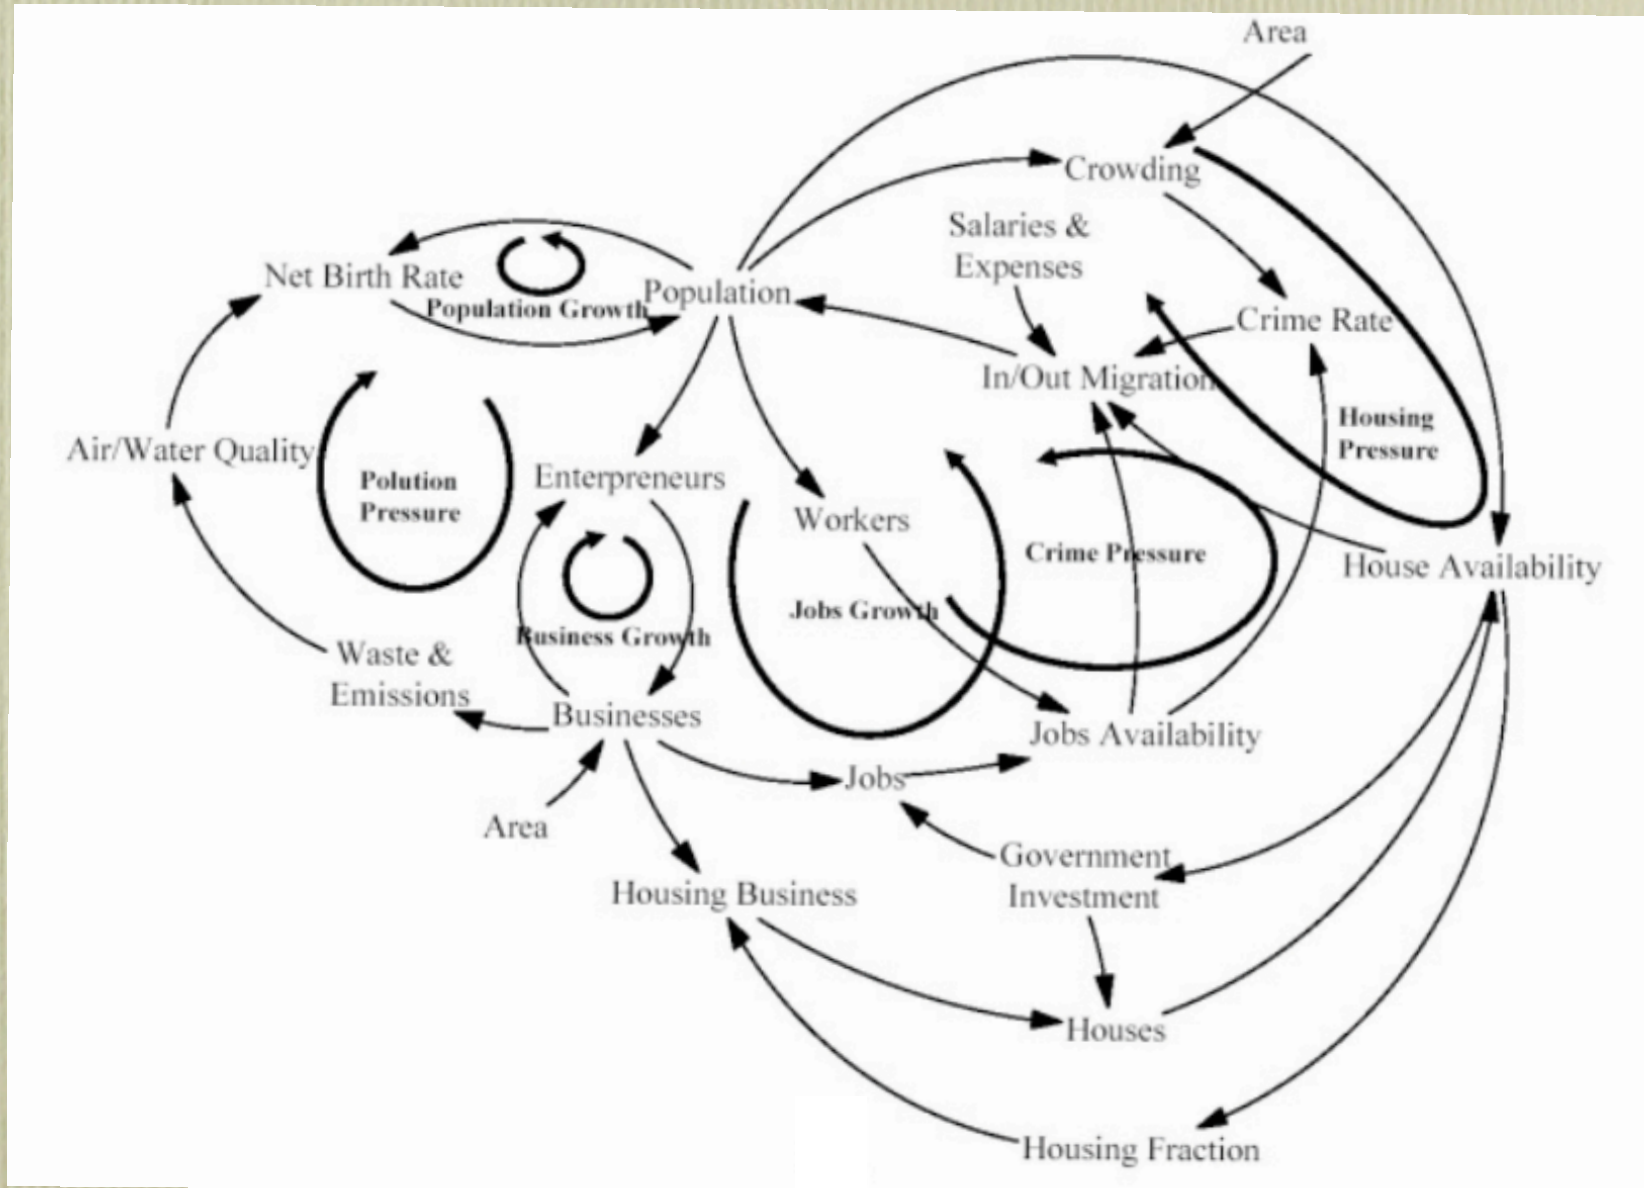 Area
Crowding
Salaries &
Expenses
Net Birth Rate
Population
Population Growth
Crime Rate
In/Out Migration
Housing
Pressure
Air/Water Quality
Polution
Pressure
Enterpreneurs
Workers
Crime Pressure
House Availability
Jobs Growth
Business Growth
Waste &
Emissions
Businesses
Jobs Availability
Jobs
Area
Government
Investment
Housing Business
Houses
Housing Fraction